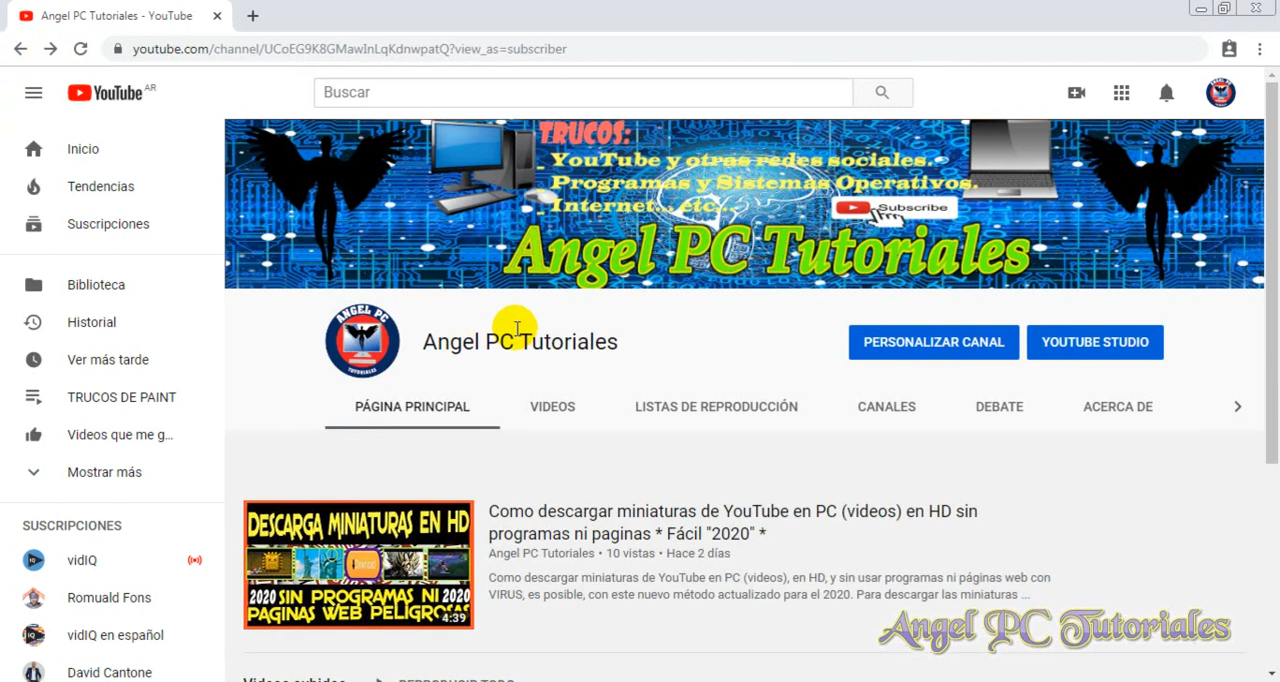 Angel PC Tutoriales - YouTube
youtube.com/channel/UCoEG9K8GMawInLqKdnwpatQ?view_as=subscriber
YouTube AR
Buscar
Inicio
Tendencias
Suscripciones
Biblioteca
Historial
Ver más tarde
TRUCOS DE PAINT
Videos que me g...
Mostrar más
SUSCRIPCIONES
vidIQ
Romuald Fons
vidIQ en español
David Cantone
TRUCOS:
_ YouTube y otras redes sociales.
_ Programas y Sistemas Operativos.
_ Internet... etc...
Subscribe
Angel PC Tutoriales
ANGEL PC
TUTORIALES
Angel PC Tutoriales
PERSONALIZAR CANAL
YOUTUBE STUDIO
PÁGINA PRINCIPAL
VIDEOS
LISTAS DE REPRODUCCIÓN
CANALES
DEBATE
ACERCA DE
DESCARGA MINIATURAS EN HD
2020 SIN PROGRAMAS NI 2020
PAGINAS WEB PELIGROSAS
4:39
Como descargar miniaturas de YouTube en PC (videos) en HD sin
programas ni paginas * Fácil "2020" *
Angel PC Tutoriales • 10 vistas • Hace 2 días
Como descargar miniaturas de YouTube en PC (videos), en HD, y sin usar programas ni páginas web con
VIRUS, es posible, con este nuevo método actualizado para el 2020. Para descargar las miniaturas ...
Angel PC Tutoriales